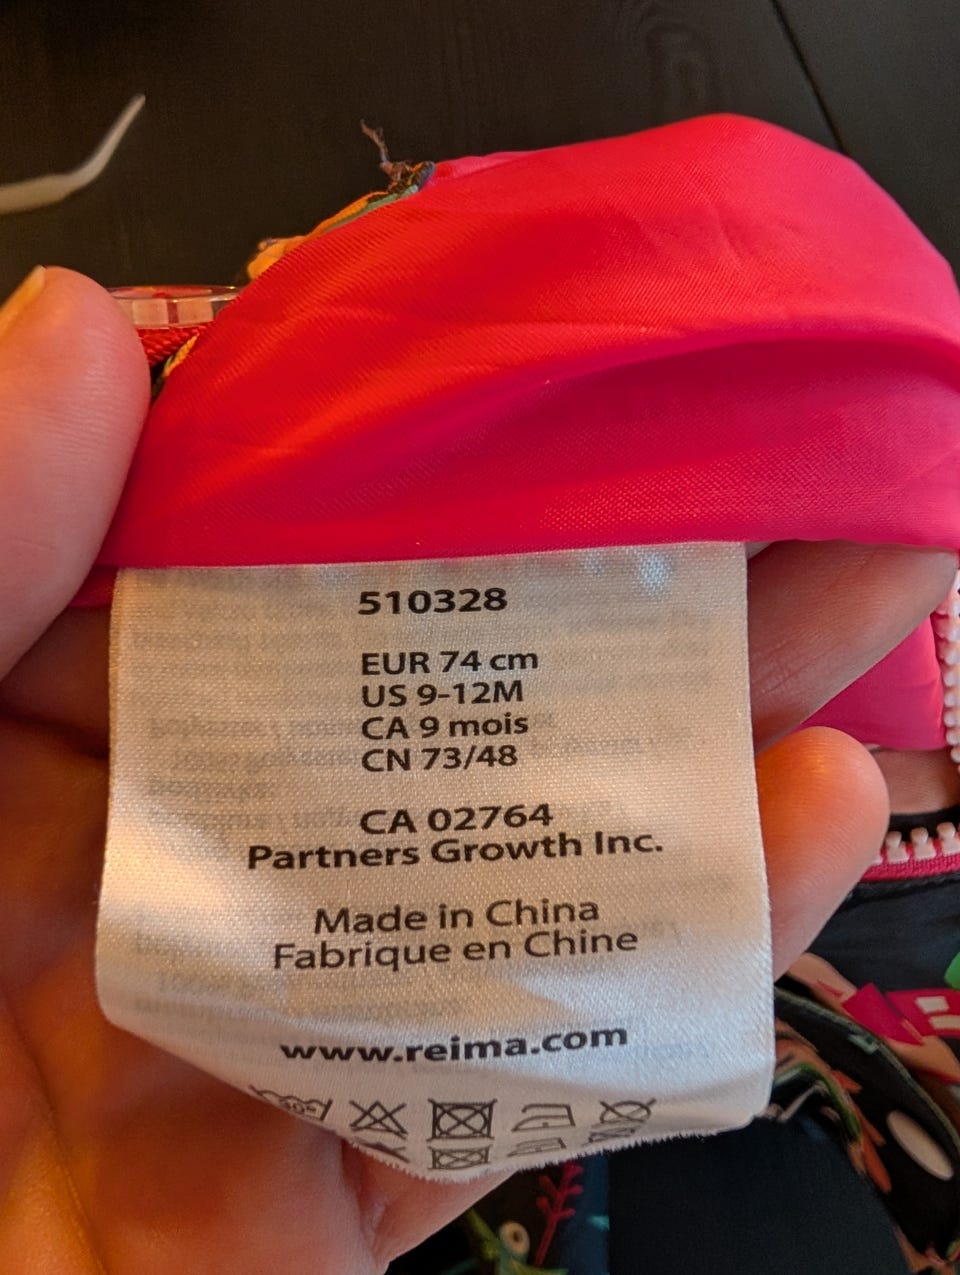 510328
EUR 74 cm
US 9-12M
CA 9 mois
CN 73/48
CA 02764
Partners Growth Inc.
Made in China
Fabrique en Chine
www.reima.com